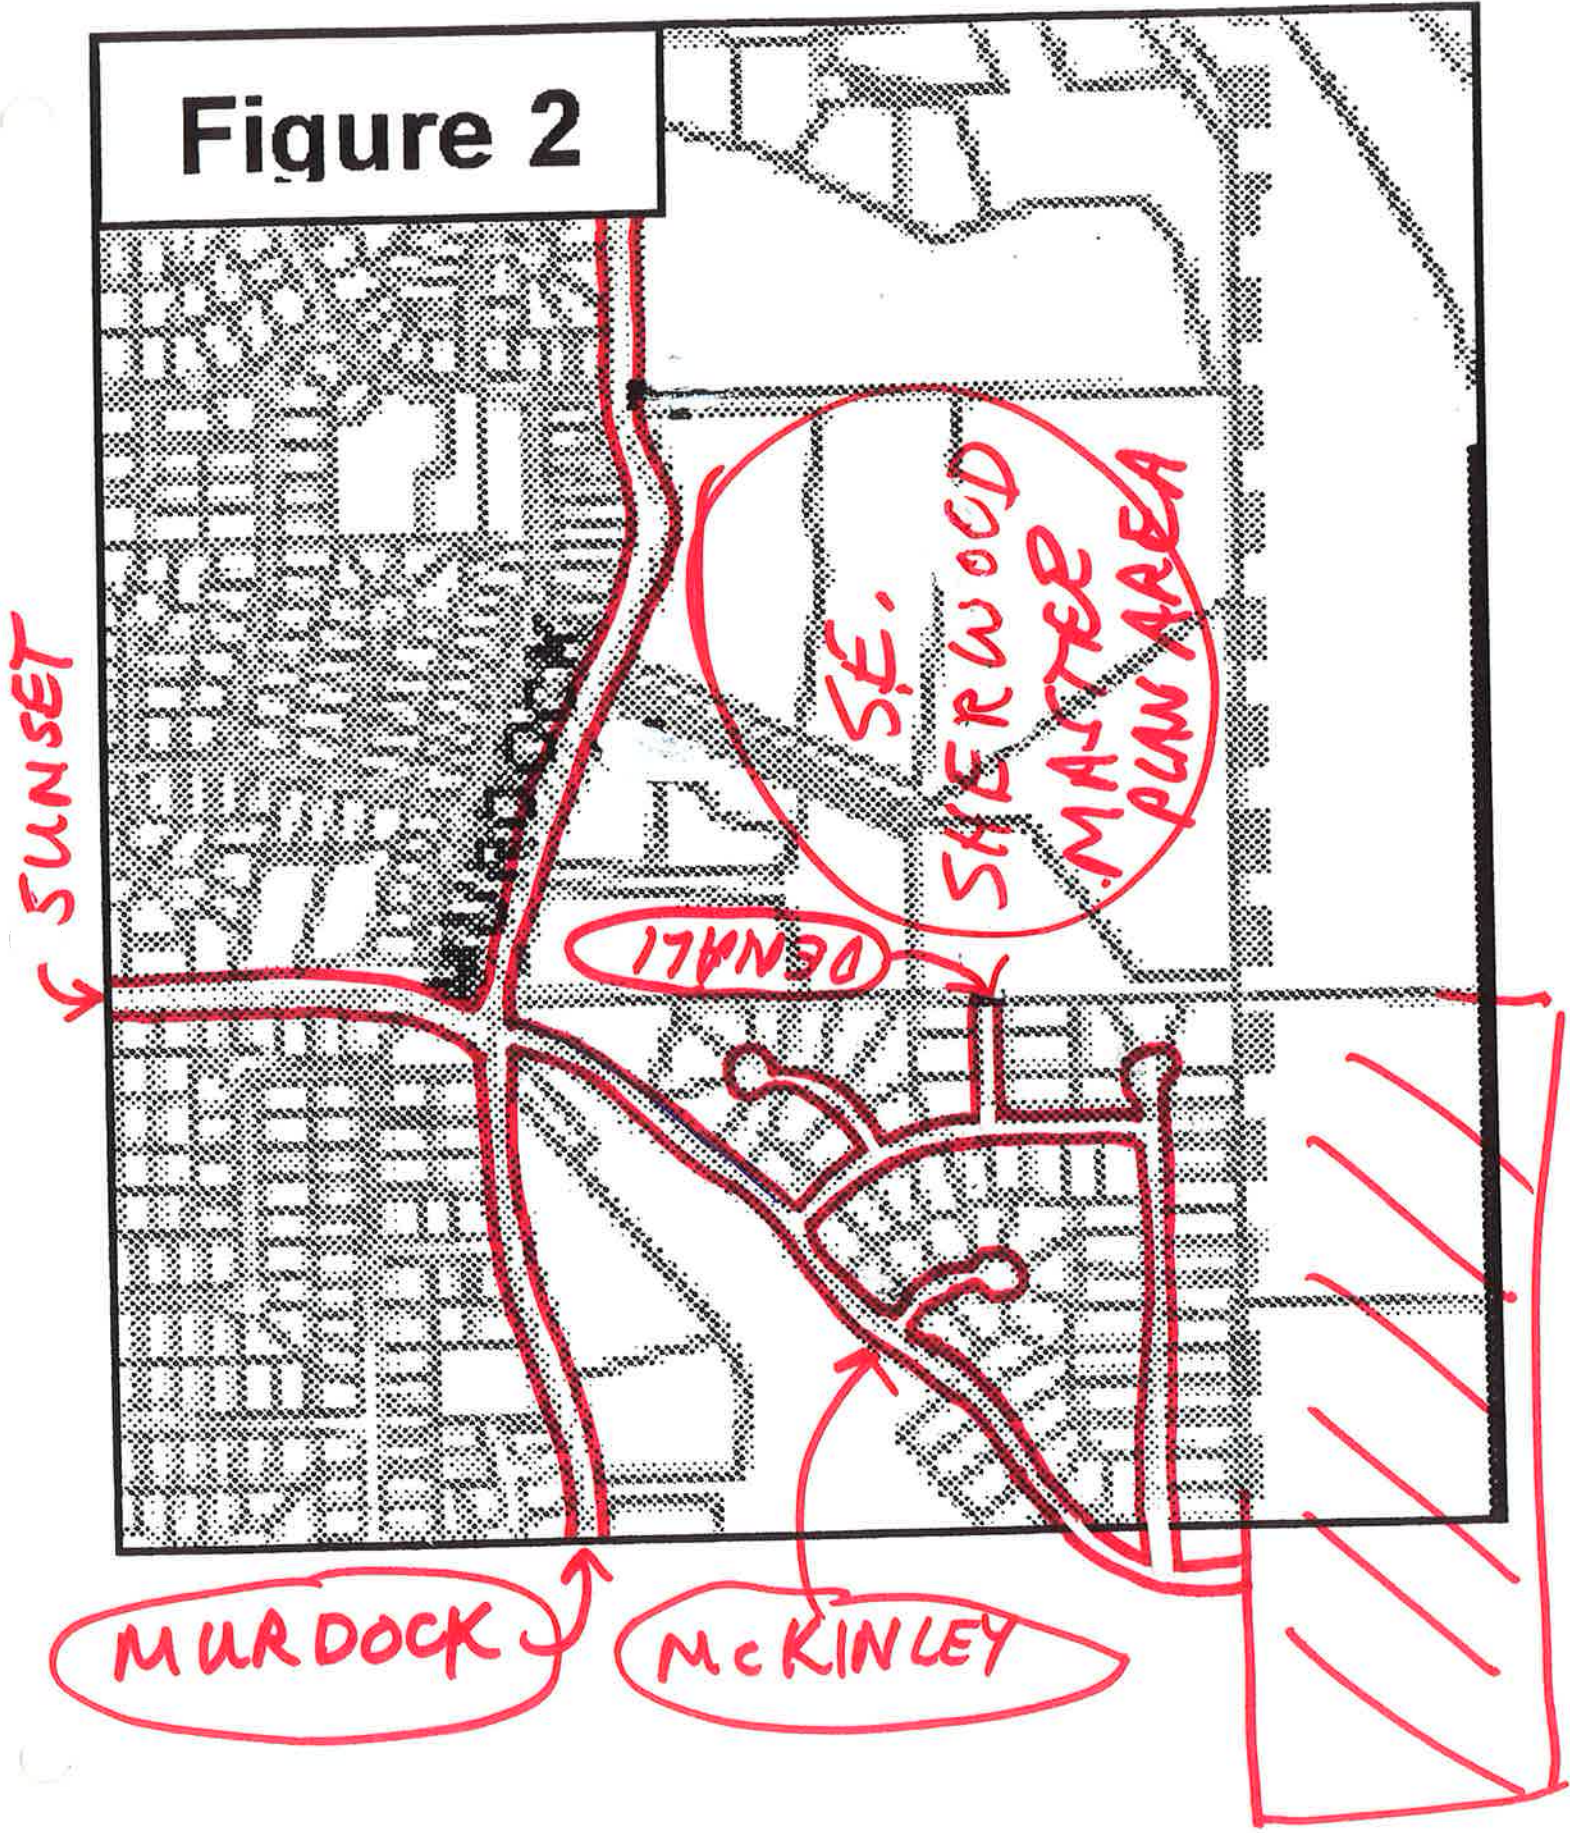 Figure 2
SUNSET
MURDOCK
S.E.
SHERWOOD
MASTER
PLAN AREA
DENALI
MURDOCK
McKINLEY